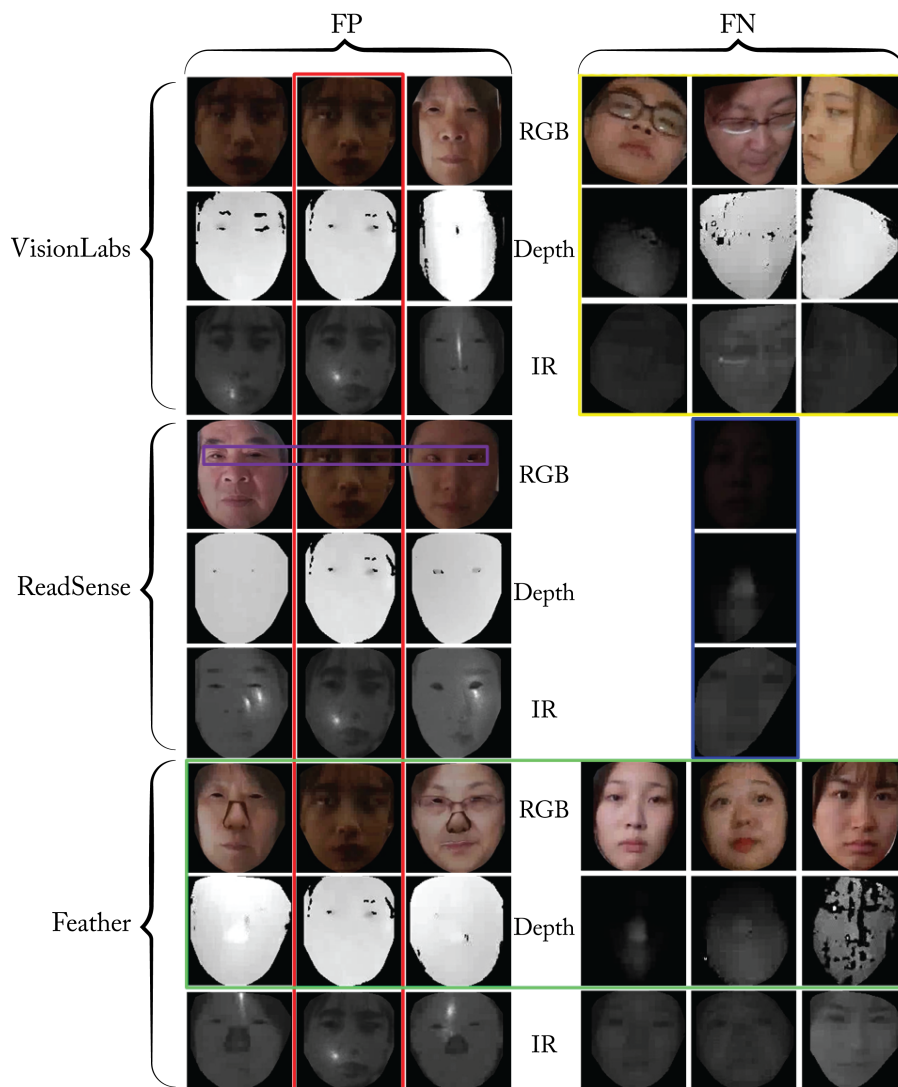 FP
FN
VisionLabs
RGB
Depth
IR
ReadSense
RGB
Depth
IR
Feather
RGB
Depth
IR